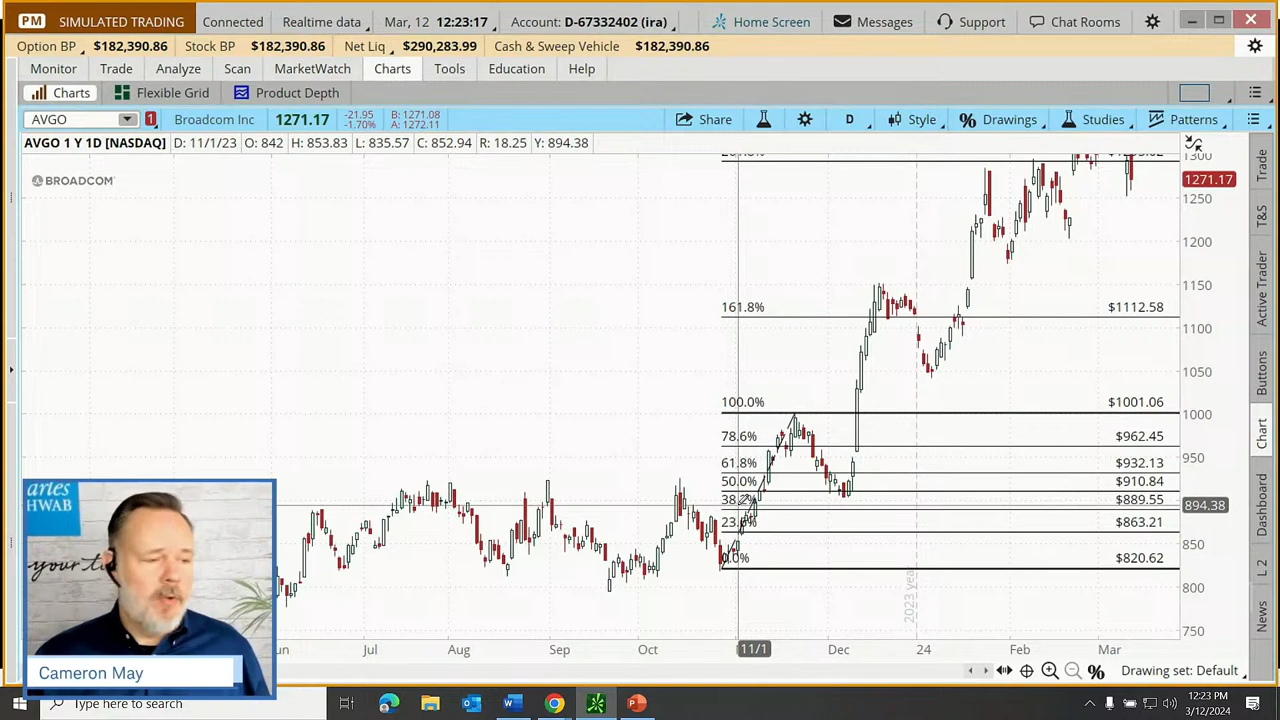 PM SIMULATED TRADING Connected Realtime data Mar, 12 12:23:17 Account: D-67332402 (ira) Home Screen Messages Support Chat Rooms
Option BP $182,390.86 Stock BP $182,390.86 Net Liq $290,283.99 Cash & Sweep Vehicle $182,390.86
Monitor Trade Analyze Scan MarketWatch Charts Tools Education Help
Charts Flexible Grid Product Depth
AVGO 1 Broadcom Inc 1271.17 -21.95 -1.70% B: 1271.08 A: 1272.11 Share D Style % Drawings Studies Patterns
AVGO 1 Y 1D [NASDAQ] D: 11/1/23 O: 842 H: 853.83 L: 835.57 C: 852.94 R: 18.25 Y: 894.38
BROADCOM
1300
1271.17
1250
1200
1150
161.8% $1112.58
1100
1050
100.0% $1001.06
1000
78.6% $962.45
950
61.8% $932.13
50.0% $910.84
38.2% $889.55
894.38
$863.21
850
0.0% $820.62
800
750
2023 year
Jul Aug Sep Oct 11/1 Dec 24 Feb Mar
Drawing set: Default
Trade
T&S
Active Trader
Buttons
Chart
Dashboard
L 2
News
Cameron May
Type here to search
12:23 PM
3/12/2024